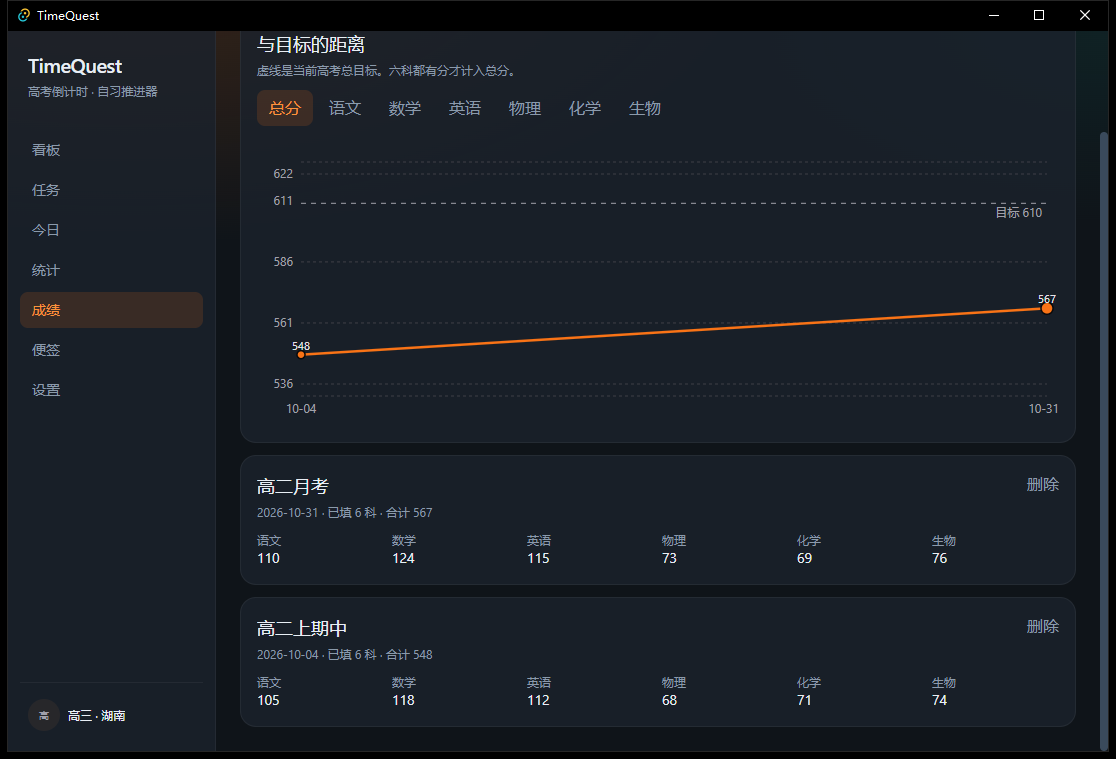 TimeQuest
TimeQuest
高考倒计时 · 自习推进器
看板
任务
今日
统计
成绩
便签
设置
高
高三 · 湖南
与目标的距离
虚线是当前高考总目标。六科都有分才计入总分。
总分 语文 数学 英语 物理 化学 生物
622
611
目标 610
586
567
561
548
536
10-04 10-31
高二月考 删除
2026-10-31 · 已填 6 科 · 合计 567
语文 数学 英语 物理 化学 生物
110 124 115 73 69 76
高二上期中 删除
2026-10-04 · 已填 6 科 · 合计 548
语文 数学 英语 物理 化学 生物
105 118 112 68 71 74